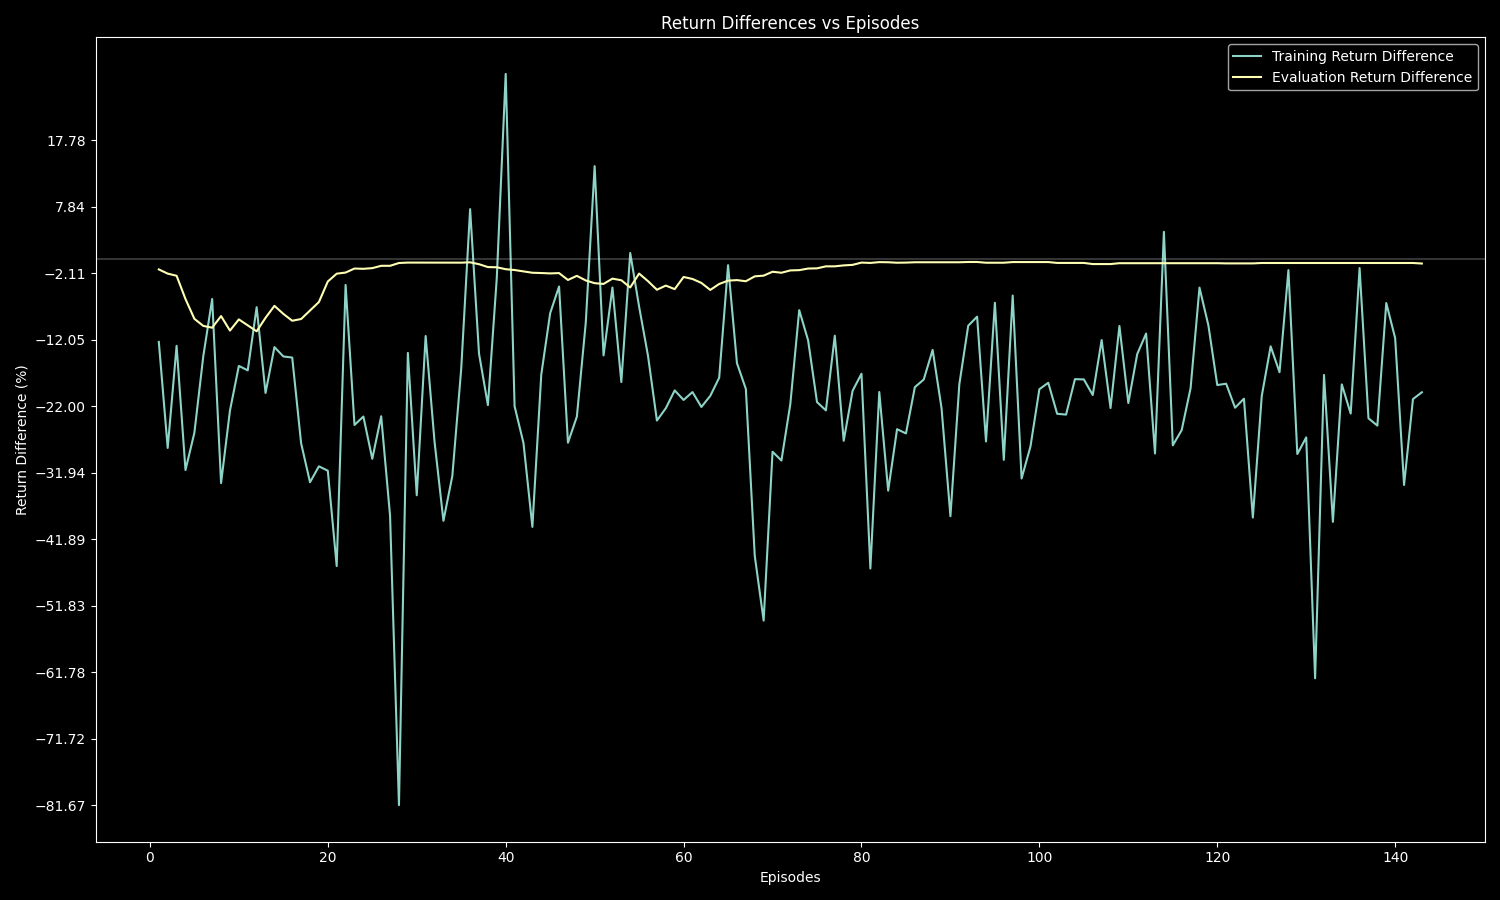 Return Differences vs Episodes
Training Return Difference
Evaluation Return Difference
Return Difference (%)
17.78
7.84
−2.11
−12.05
−22.00
−31.94
−41.89
−51.83
−61.78
−71.72
−81.67
0 20 40 60 80 100 120 140
Episodes